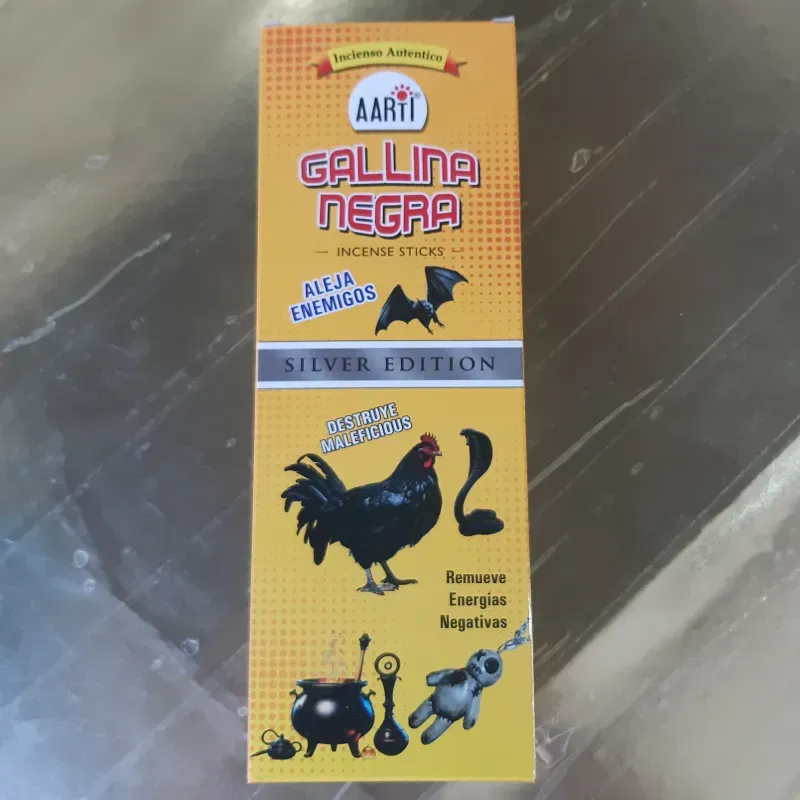 Incienso Autentico
AARTI®
GALLINA
NEGRA
INCENSE STICKS
ALEJA
ENEMIGOS
SILVER EDITION
DESTRUYE
MALEFICIOUS
Remueve
Energias
Negativas